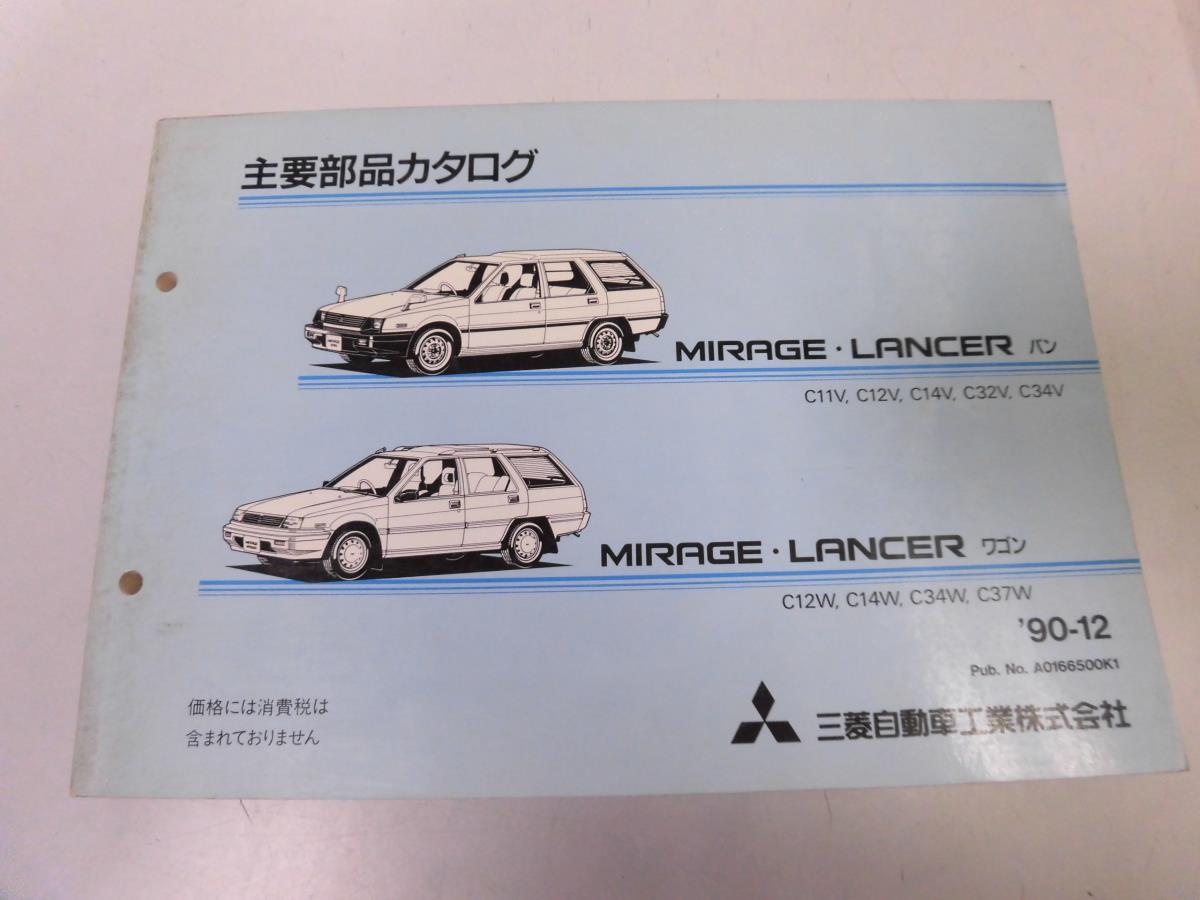 主要部品カタログ
MIRAGE・LANCER バン
C11V, C12V, C14V, C32V, C34V
MIRAGE・LANCER ワゴン
C12W, C14W, C34W, C37W
'90-12
Pub. No. A0166500K1
価格には消費税は
含まれておりません
三菱自動車工業株式会社